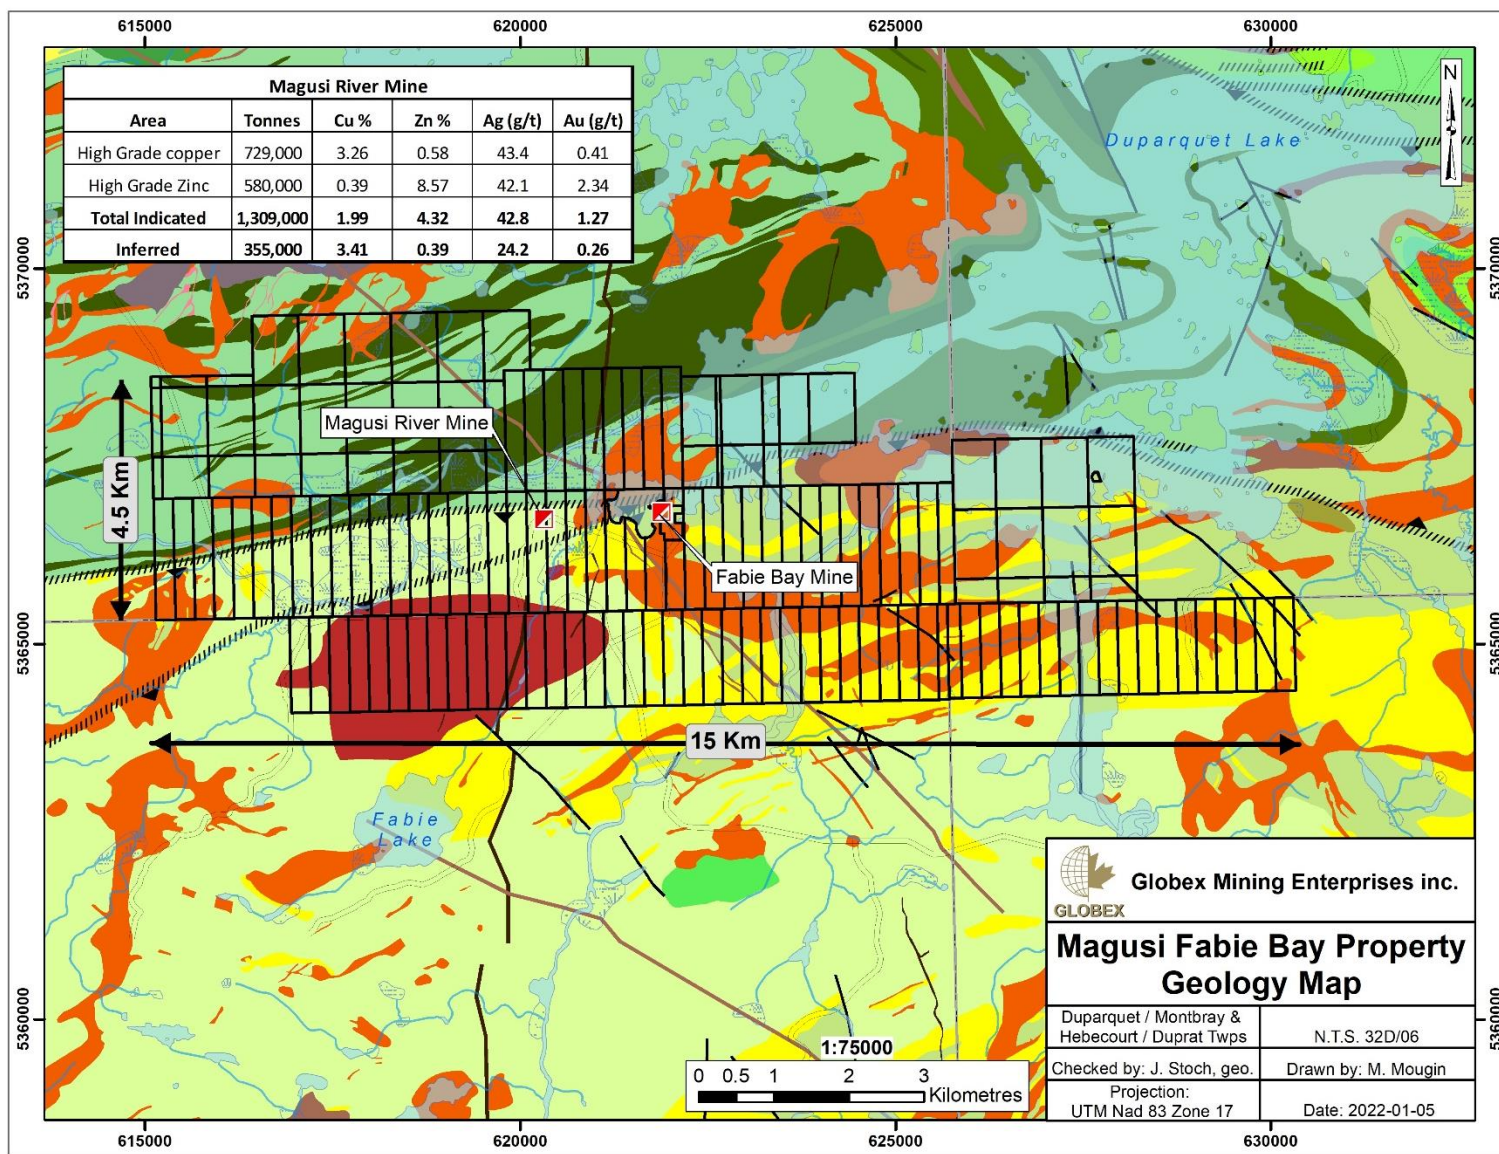 615000 620000 625000 630000
Magusi River Mine
Area Tonnes Cu % Zn % Ag (g/t) Au (g/t)
High Grade copper 729,000 3.26 0.58 43.4 0.41
High Grade Zinc 580,000 0.39 8.57 42.1 2.34
Total Indicated 1,309,000 1.99 4.32 42.8 1.27
Inferred 355,000 3.41 0.39 24.2 0.26
N
Duparquet Lake
5370000
5370000
Magusi River Mine
4.5 Km
Fabie Bay Mine
5365000
5365000
15 Km
Fabie
Lake
GLOBEX
Globex Mining Enterprises inc.
Magusi Fabie Bay Property
Geology Map
Duparquet / Montbray &
Hebecourt / Duprat Twps
N.T.S. 32D/06
Checked by: J. Stoch, geo.
Drawn by: M. Mougin
Projection:
UTM Nad 83 Zone 17
Date: 2022-01-05
5360000
5360000
1:75000
0 0.5 1 2 3
Kilometres
615000 620000 625000 630000